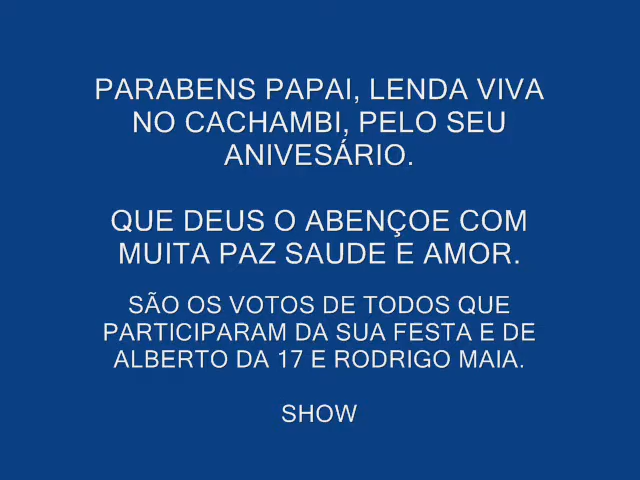 PARABENS PAPAI, LENDA VIVA
NO CACHAMBI, PELO SEU
ANIVESÁRIO.
QUE DEUS O ABENÇOE COM
MUITA PAZ SAUDE E AMOR.
SÃO OS VOTOS DE TODOS QUE
PARTICIPARAM DA SUA FESTA E DE
ALBERTO DA 17 E RODRIGO MAIA.
SHOW